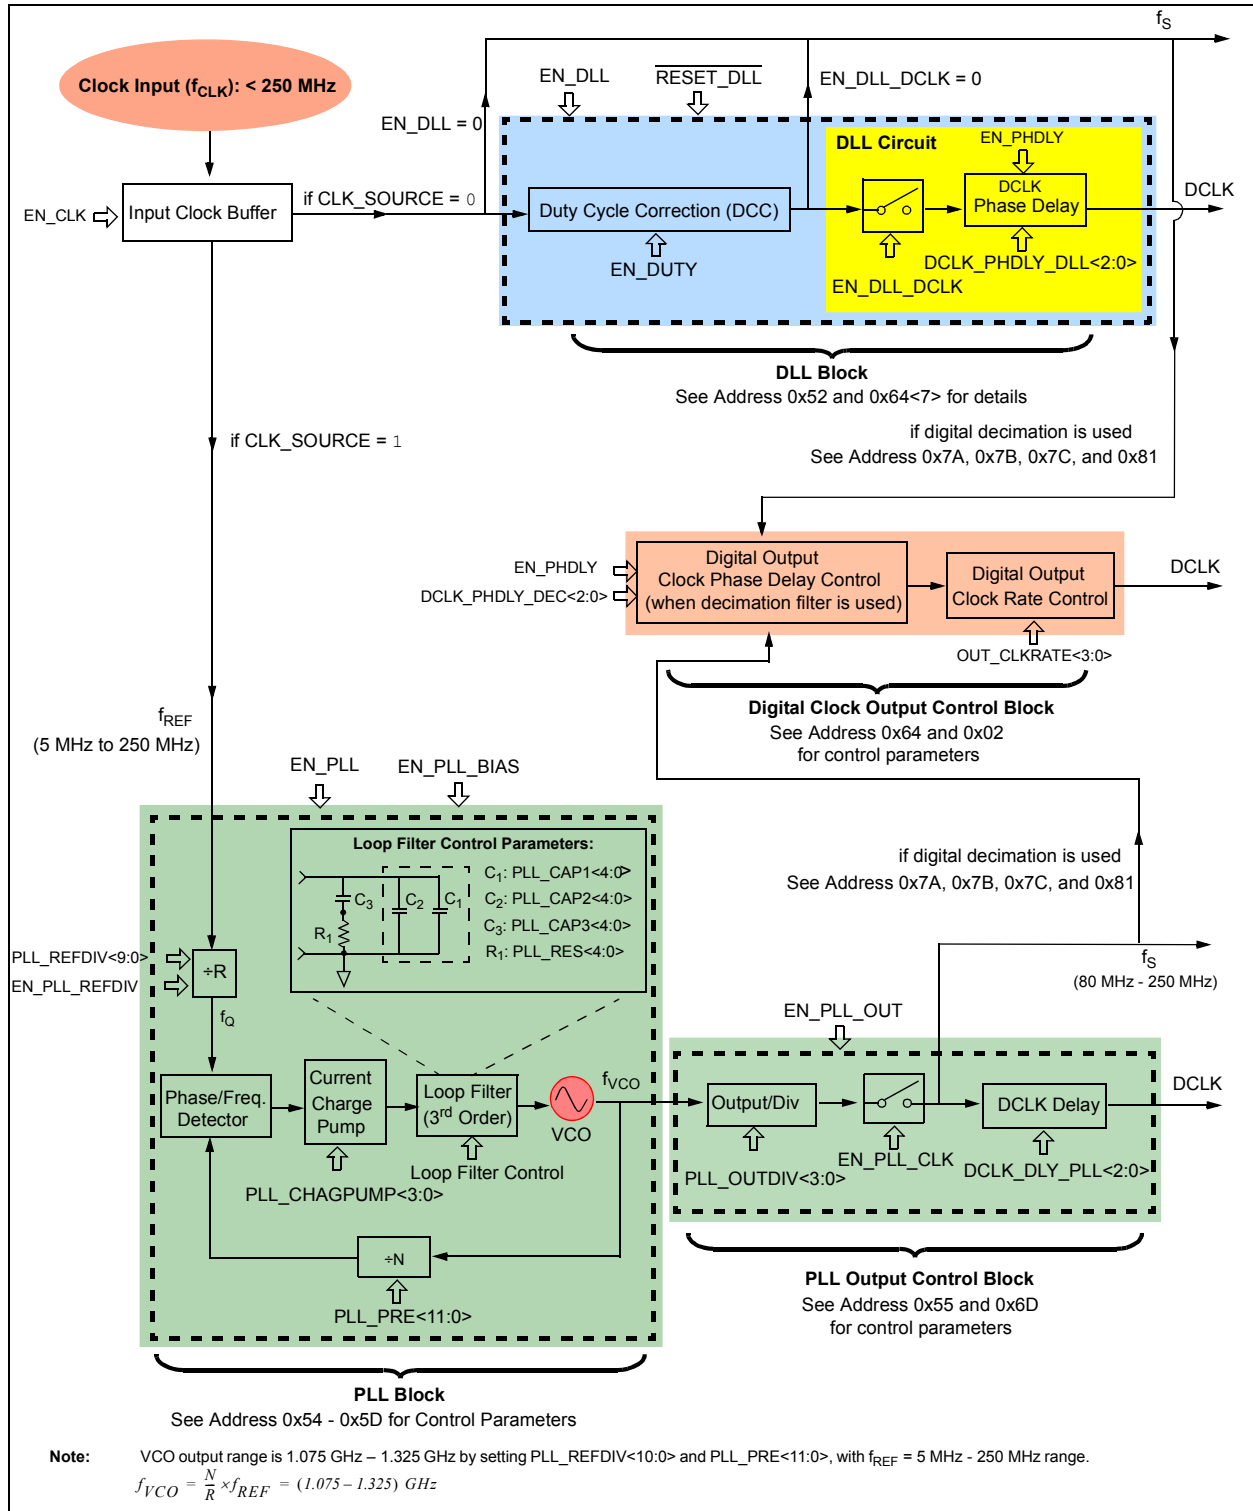 f_S
Clock Input (f_CLK): < 250 MHz
EN_DLL
RESET_DLL
EN_DLL_DCLK = 0
EN_DLL = 0
DLL Circuit
EN_PHDLY
EN_CLK
Input Clock Buffer
if CLK_SOURCE = 0
Duty Cycle Correction (DCC)
DCLK
Phase Delay
DCLK
EN_DUTY
DCLK_PHDLY_DLL<2:0>
EN_DLL_DCLK
DLL Block
See Address 0x52 and 0x64<7> for details
if CLK_SOURCE = 1
if digital decimation is used
See Address 0x7A, 0x7B, 0x7C, and 0x81
EN_PHDLY
DCLK_PHDLY_DEC<2:0>
Digital Output
Clock Phase Delay Control
(when decimation filter is used)
Digital Output
Clock Rate Control
DCLK
OUT_CLKRATE<3:0>
Digital Clock Output Control Block
See Address 0x64 and 0x02
for control parameters
f_REF
(5 MHz to 250 MHz)
EN_PLL
EN_PLL_BIAS
Loop Filter Control Parameters:
C3
C2
C1
R1
C1: PLL_CAP1<4:0>
C2: PLL_CAP2<4:0>
C3: PLL_CAP3<4:0>
R1: PLL_RES<4:0>
if digital decimation is used
See Address 0x7A, 0x7B, 0x7C, and 0x81
PLL_REFDIV<9:0>
EN_PLL_REFDIV
÷R
f_Q
f_S
(80 MHz - 250 MHz)
EN_PLL_OUT
Phase/Freq.
Detector
Current
Charge
Pump
Loop Filter
(3rd Order)
f_VCO
VCO
Output/Div
DCLK Delay
DCLK
Loop Filter Control
PLL_CHAGPUMP<3:0>
EN_PLL_CLK
PLL_OUTDIV<3:0>
DCLK_DLY_PLL<2:0>
÷N
PLL_PRE<11:0>
PLL Output Control Block
See Address 0x55 and 0x6D
for control parameters
PLL Block
See Address 0x54 - 0x5D for Control Parameters
Note: VCO output range is 1.075 GHz – 1.325 GHz by setting PLL_REFDIV<10:0> and PLL_PRE<11:0>, with f_REF = 5 MHz - 250 MHz range.
f_VCO = N/R × f_REF = (1.075 – 1.325) GHz